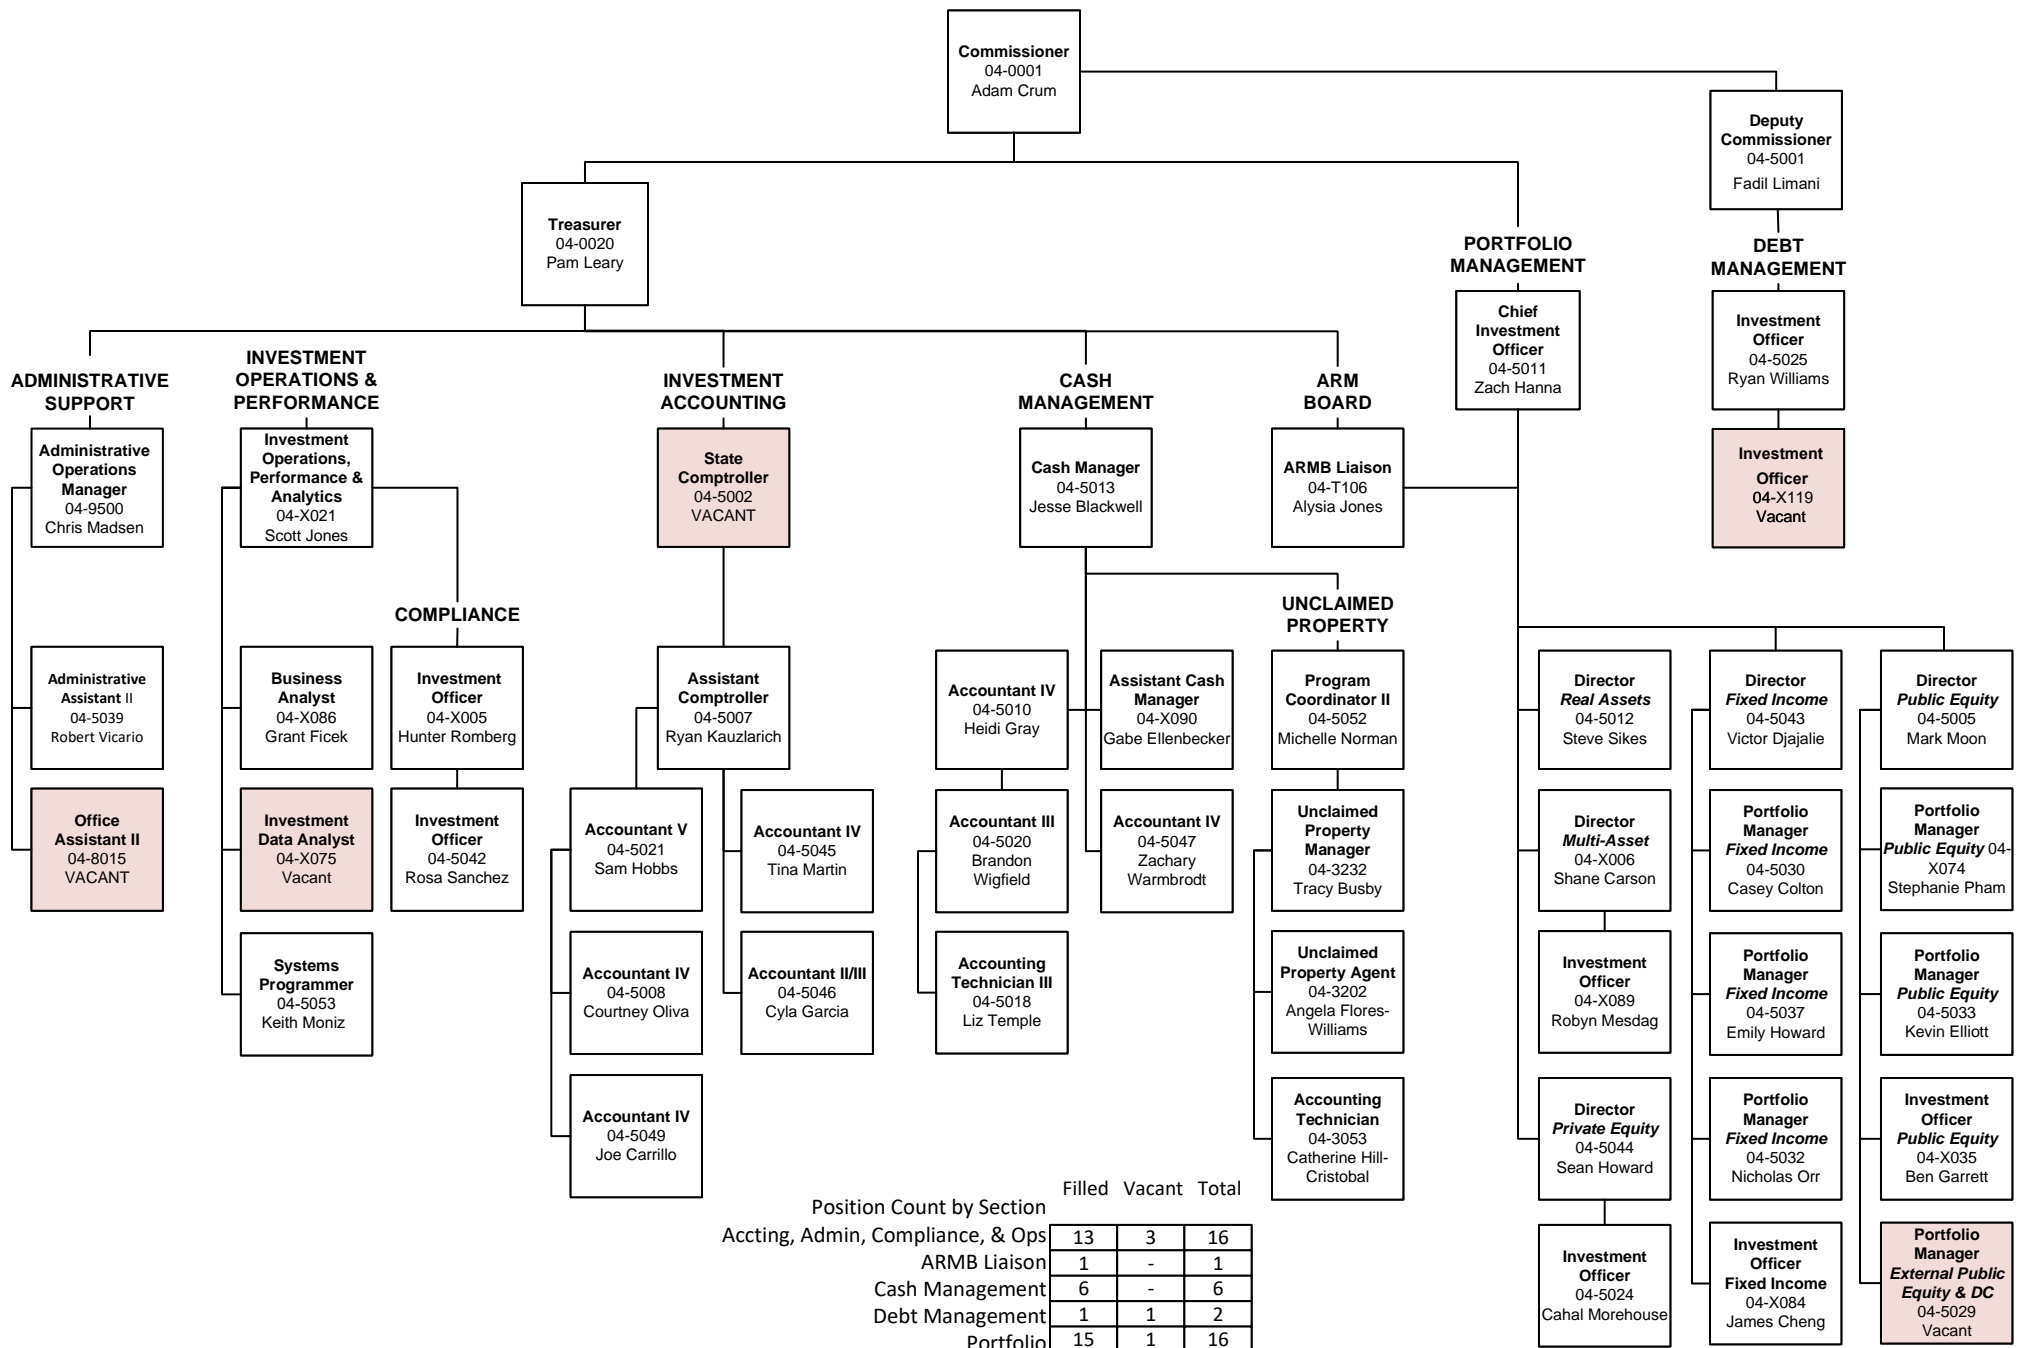 Commissioner
04-0001
Adam Crum
Deputy
Commissioner
04-5001
Fadil Limani
Treasurer
04-0020
Pam Leary
PORTFOLIO
MANAGEMENT
DEBT
MANAGEMENT
Chief
Investment
Officer
04-5011
Zach Hanna
Investment
Officer
04-5025
Ryan Williams
ADMINISTRATIVE
SUPPORT
INVESTMENT
OPERATIONS &
PERFORMANCE
INVESTMENT
ACCOUNTING
CASH
MANAGEMENT
ARM
BOARD
Administrative
Operations
Manager
04-9500
Chris Madsen
Investment
Operations,
Performance &
Analytics
04-X021
Scott Jones
State
Comptroller
04-5002
VACANT
Cash Manager
04-5013
Jesse Blackwell
ARMB Liaison
04-T106
Alysia Jones
Investment
Officer
04-X119
Vacant
COMPLIANCE
UNCLAIMED
PROPERTY
Administrative
Assistant II
04-5039
Robert Vicario
Business
Analyst
04-X086
Grant Ficek
Investment
Officer
04-X005
Hunter Romberg
Assistant
Comptroller
04-5007
Ryan Kauzlarich
Accountant IV
04-5010
Heidi Gray
Assistant Cash
Manager
04-X090
Gabe Ellenbecker
Program
Coordinator II
04-5052
Michelle Norman
Director
Real Assets
04-5012
Steve Sikes
Director
Fixed Income
04-5043
Victor Djajalie
Director
Public Equity
04-5005
Mark Moon
Office
Assistant II
04-8015
VACANT
Investment
Data Analyst
04-X075
Vacant
Investment
Officer
04-5042
Rosa Sanchez
Accountant V
04-5021
Sam Hobbs
Accountant IV
04-5045
Tina Martin
Accountant III
04-5020
Brandon
Wigfield
Accountant IV
04-5047
Zachary
Warmbrodt
Unclaimed
Property
Manager
04-3232
Tracy Busby
Director
Multi-Asset
04-X006
Shane Carson
Portfolio
Manager
Fixed Income
04-5030
Casey Colton
Portfolio
Manager
Public Equity 04-
X074
Stephanie Pham
Systems
Programmer
04-5053
Keith Moniz
Accountant IV
04-5008
Courtney Oliva
Accountant II/III
04-5046
Cyla Garcia
Accounting
Technician III
04-5018
Liz Temple
Unclaimed
Property Agent
04-3202
Angela Flores-
Williams
Investment
Officer
04-X089
Robyn Mesdag
Portfolio
Manager
Fixed Income
04-5037
Emily Howard
Portfolio
Manager
Public Equity
04-5033
Kevin Elliott
Accountant IV
04-5049
Joe Carrillo
Accounting
Technician
04-3053
Catherine Hill-
Cristobal
Director
Private Equity
04-5044
Sean Howard
Portfolio
Manager
Fixed Income
04-5032
Nicholas Orr
Investment
Officer
Public Equity
04-X035
Ben Garrett
Investment
Officer
04-5024
Cahal Morehouse
Investment
Officer
Fixed Income
04-X084
James Cheng
Portfolio
Manager
External Public
Equity & DC
04-5029
Vacant
Filled Vacant Total
Position Count by Section
Accting, Admin, Compliance, & Ops 13 3 16
ARMB Liaison 1 - 1
Cash Management 6 - 6
Debt Management 1 1 2
Portfolio 15 1 16